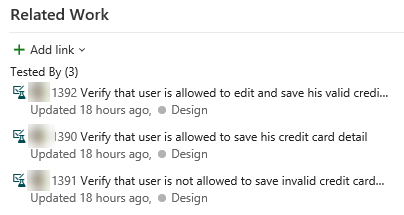 Related Work
Add link
Tested By (3)
1392 Verify that user is allowed to edit and save his valid credi...
Updated 18 hours ago, Design
1390 Verify that user is allowed to save his credit card detail
Updated 18 hours ago, Design
1391 Verify that user is not allowed to save invalid credit card...
Updated 18 hours ago, Design